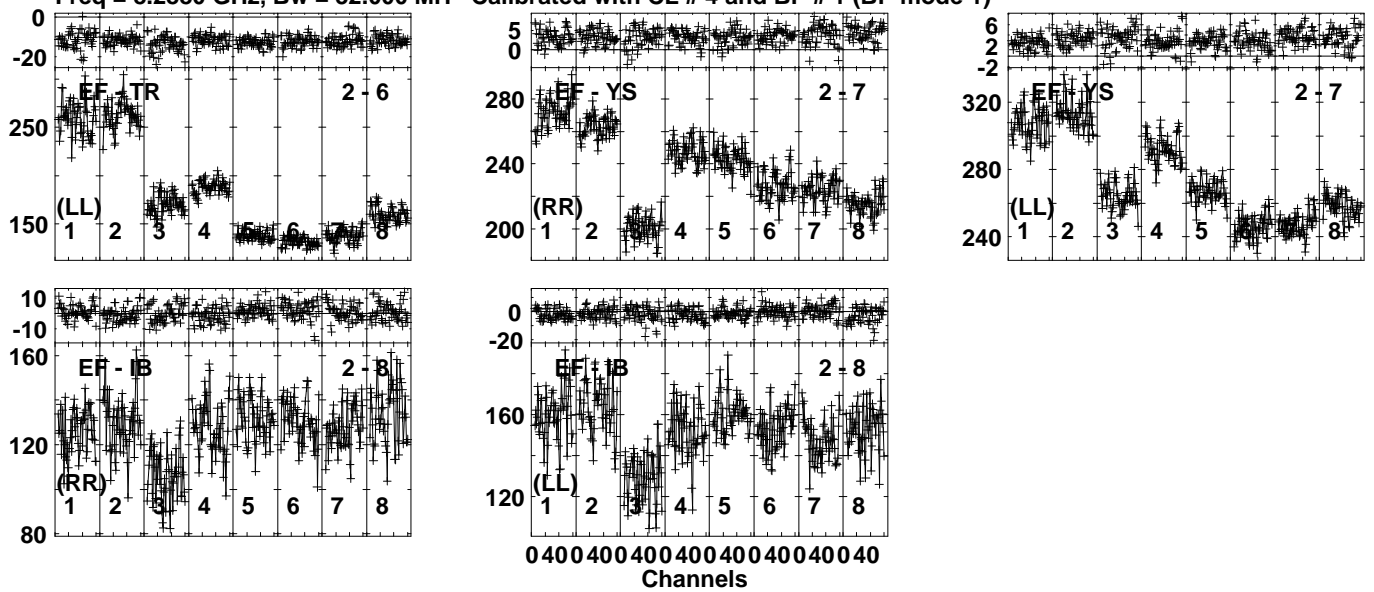 Freq = GHz, Bw = Calibrated with CL # 4 and BP # 1 (BP mode 1)
0
-20
EF - TR 2 - 6
250
150
(LL)
1 2 3 4 5 6 7 8
5
0
EF - YS 2 - 7
280
240
200
(RR)
1 2 3 4 5 6 7 8
6
2
-2
EF - YS 2 - 7
320
280
240
(LL)
1 2 3 4 5 6 7 8
10
-10
EF - IB 2 - 8
160
120
80
(RR)
1 2 3 4 5 6 7 8
0
-20
EF - IB 2 - 8
160
120
(LL)
1 2 3 4 5 6 7 8
0 40 0 40 0 40 0 40 0 40 0 40 0 40 0 40
Channels